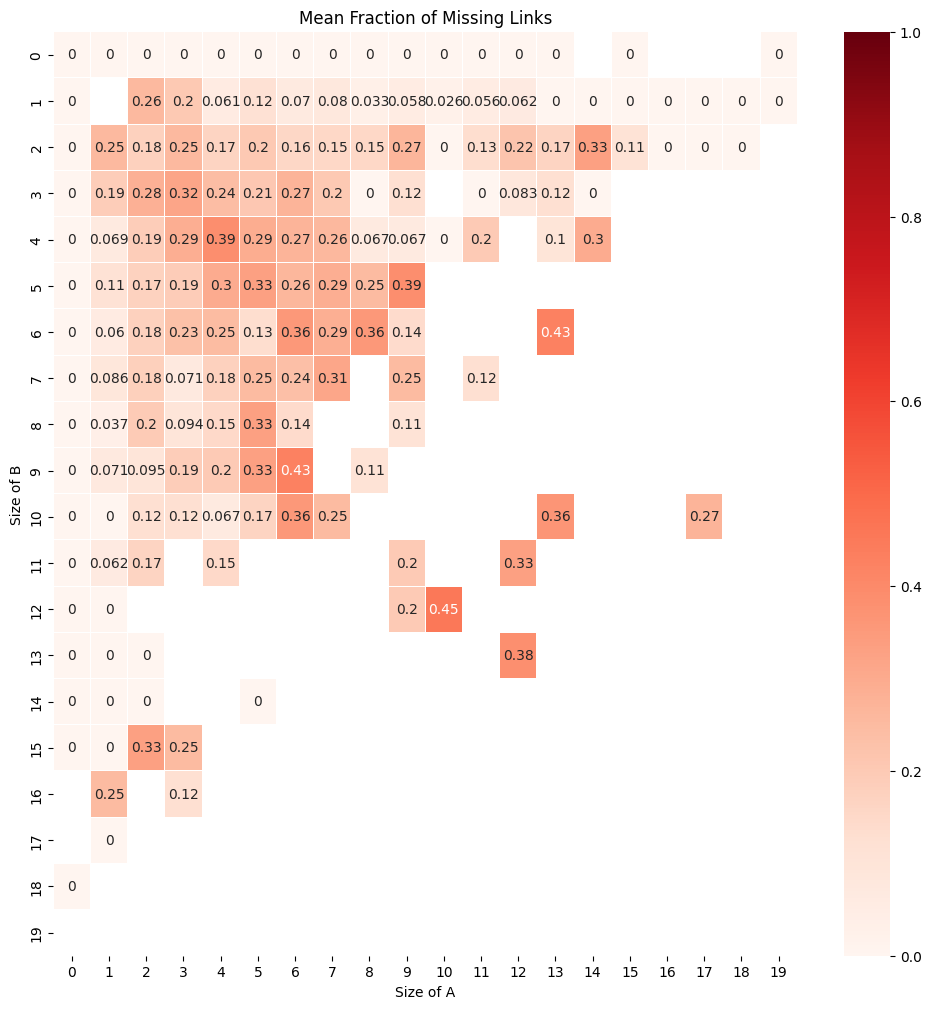 Mean Fraction of Missing Links
0 0 0 0 0 0 0 0 0 0 0 0 0 0 0 0 0
1 0 0.26 0.2 0.061 0.12 0.07 0.08 0.033 0.058 0.026 0.056 0.062 0 0 0 0 0 0 0
2 0 0.25 0.18 0.25 0.17 0.2 0.16 0.15 0.15 0.27 0 0.13 0.22 0.17 0.33 0.11 0 0 0
3 0 0.19 0.28 0.32 0.24 0.21 0.27 0.2 0 0.12 0 0.083 0.12 0
4 0 0.069 0.19 0.29 0.39 0.29 0.27 0.26 0.067 0.067 0 0.2 0.1 0.3
5 0 0.11 0.17 0.19 0.3 0.33 0.26 0.29 0.25 0.39
6 0 0.06 0.18 0.23 0.25 0.13 0.36 0.29 0.36 0.14 0.43
7 0 0.086 0.18 0.071 0.18 0.25 0.24 0.31 0.25 0.12
8 0 0.037 0.2 0.094 0.15 0.33 0.14 0.11
9 0 0.071 0.095 0.19 0.2 0.33 0.43 0.11
10 0 0 0.12 0.12 0.067 0.17 0.36 0.25 0.36 0.27
11 0 0.062 0.17 0.15 0.2 0.33
12 0 0 0.2 0.45
13 0 0 0 0.38
14 0 0 0 0
15 0 0 0.33 0.25
16 0.25 0.12
17 0
18 0
19
Size of B
0 1 2 3 4 5 6 7 8 9 10 11 12 13 14 15 16 17 18 19
Size of A
1.0
0.8
0.6
0.4
0.2
0.0